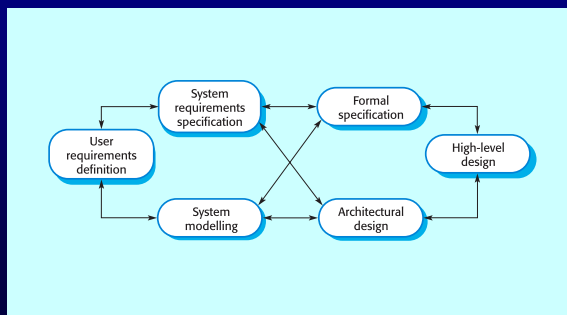 System
requirements
specification
Formal
specification
User
requirements
definition
High-level
design
System
modelling
Architectural
design